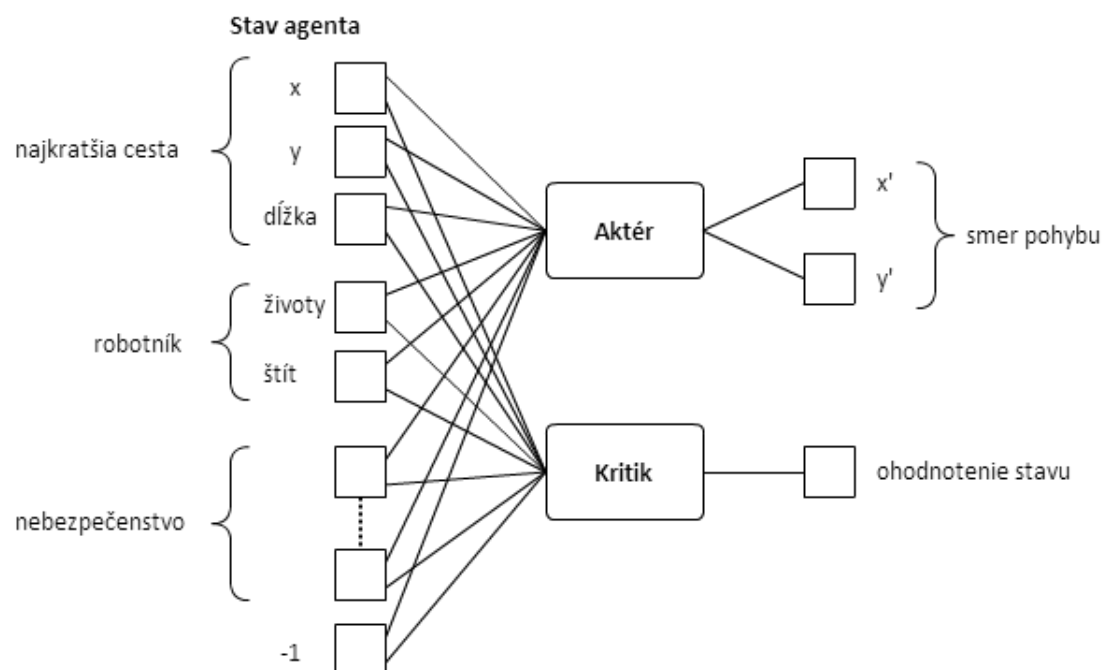 Stav agenta
najkratšia cesta
x
y
dĺžka
robotník
životy
štít
nebezpečenstvo
-1
Aktér
x'
y'
smer pohybu
Kritik
ohodnotenie stavu